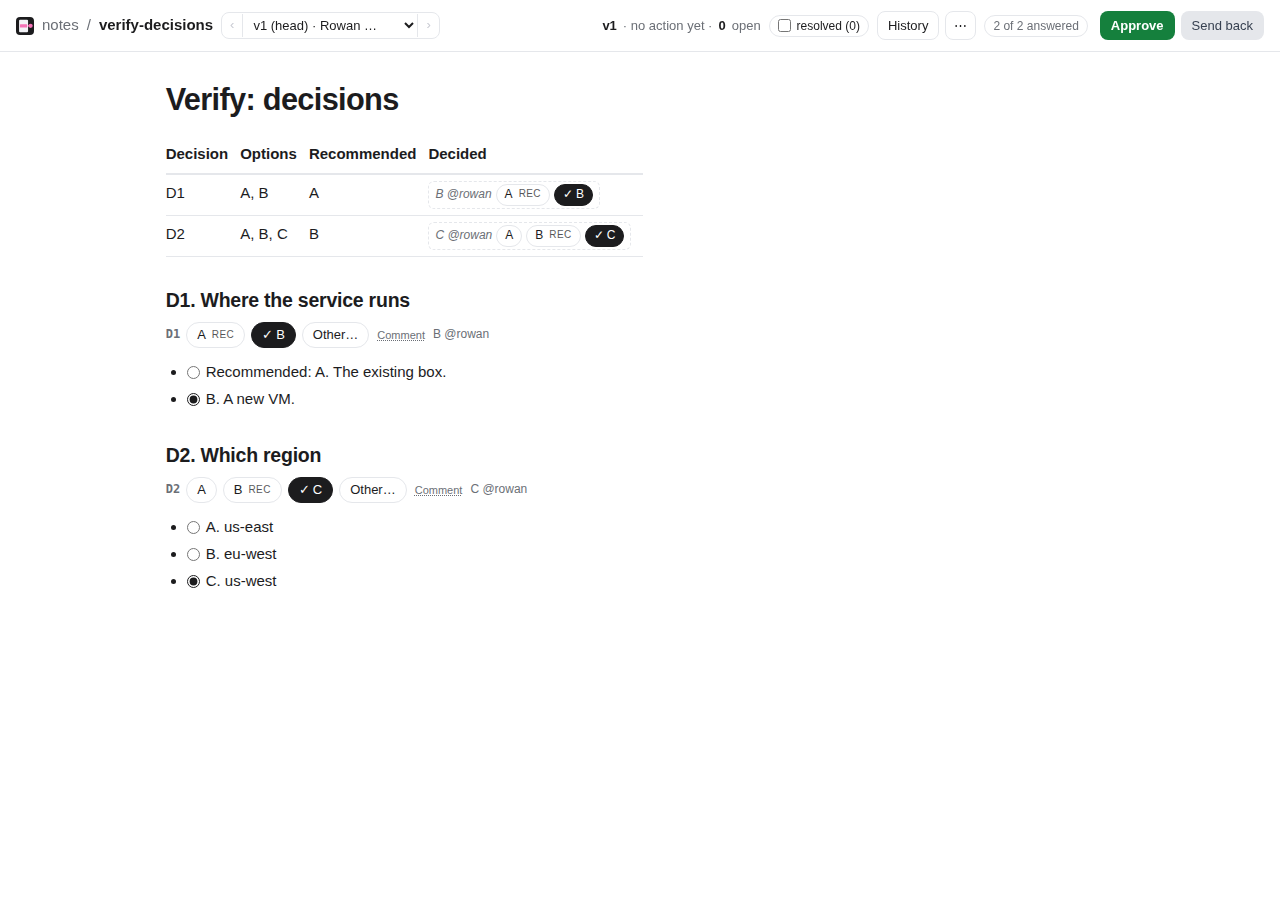 notes / verify-decisions ‹ v1 (head) · Rowan … › v1 · no action yet · 0 open resolved (0) History ⋯ 2 of 2 answered Approve Send back
Verify: decisions
Decision Options Recommended Decided
D1 A, B A B @rowan A REC ✓ B
D2 A, B, C B C @rowan A B REC ✓ C
D1. Where the service runs
D1 A REC ✓ B Other… Comment B @rowan
Recommended: A. The existing box.
B. A new VM.
D2. Which region
D2 A B REC ✓ C Other… Comment C @rowan
A. us-east
B. eu-west
C. us-west